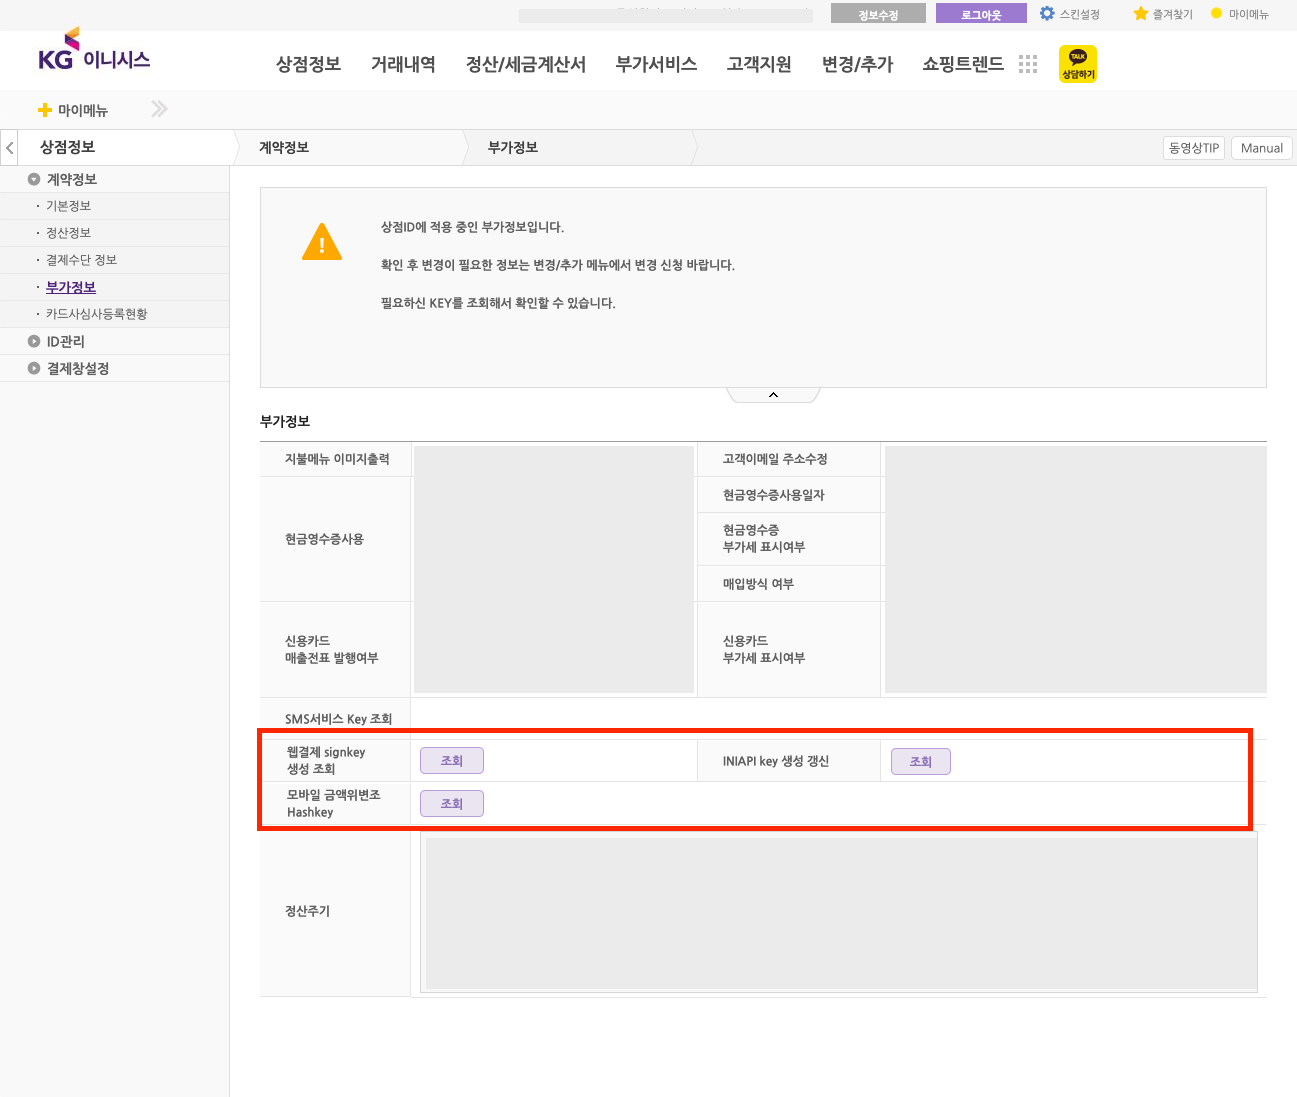 정보수정
로그아웃
스킨설정
즐겨찾기
마이메뉴
KG 이니시스
상점정보
거래내역
정산/세금계산서
부가서비스
고객지원
변경/추가
쇼핑트렌드
TALK
상담하기
마이메뉴
상점정보
계약정보
부가정보
동영상TIP
Manual
계약정보
· 기본정보
· 정산정보
· 결제수단 정보
· 부가정보
· 카드사심사등록현황
ID관리
결제창설정
상점ID에 적용 중인 부가정보입니다.
확인 후 변경이 필요한 정보는 변경/추가 메뉴에서 변경 신청 바랍니다.
필요하신 KEY를 조회해서 확인할 수 있습니다.
부가정보
지불메뉴 이미지출력
고객이메일 주소수정
현금영수증사용
현금영수증사용일자
현금영수증
부가세 표시여부
매입방식 여부
신용카드
매출전표 발행여부
신용카드
부가세 표시여부
SMS서비스 Key 조회
웹결제 signkey
생성 조회
조회
INIAPI key 생성 갱신
조회
모바일 금액위변조
Hashkey
조회
정산주기